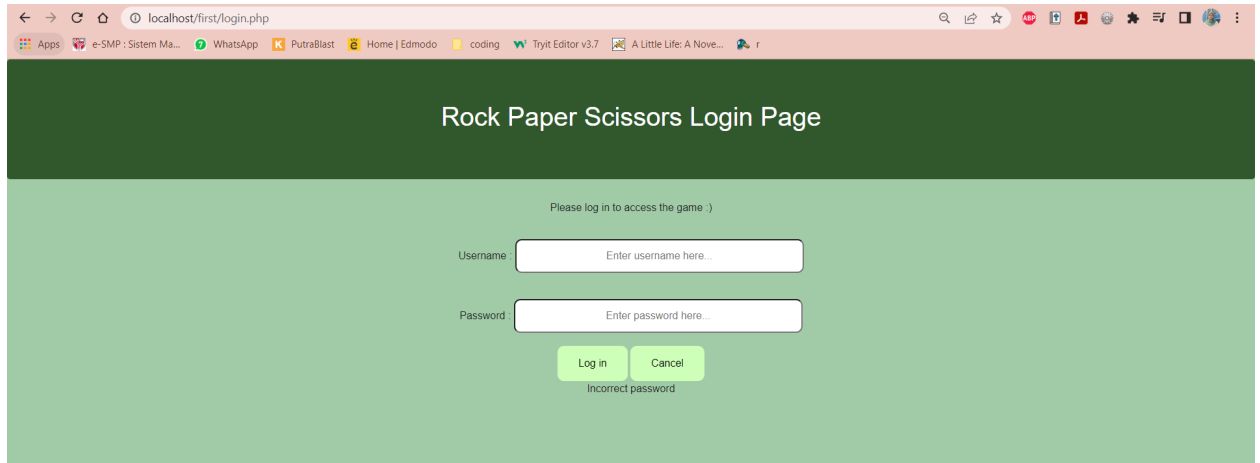 localhost/first/login.php
ABP
Apps e-SMP : Sistem Ma... 7 WhatsApp K PutraBlast ë Home | Edmodo coding Tryit Editor v3.7 A Little Life: A Nove... r
Rock Paper Scissors Login Page
Please log in to access the game :)
Username : Enter username here...
Password : Enter password here...
Log in Cancel
Incorrect password